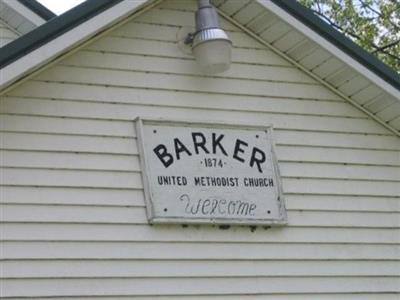 BARKER
·1874·
UNITED METHODIST CHURCH
Welcome